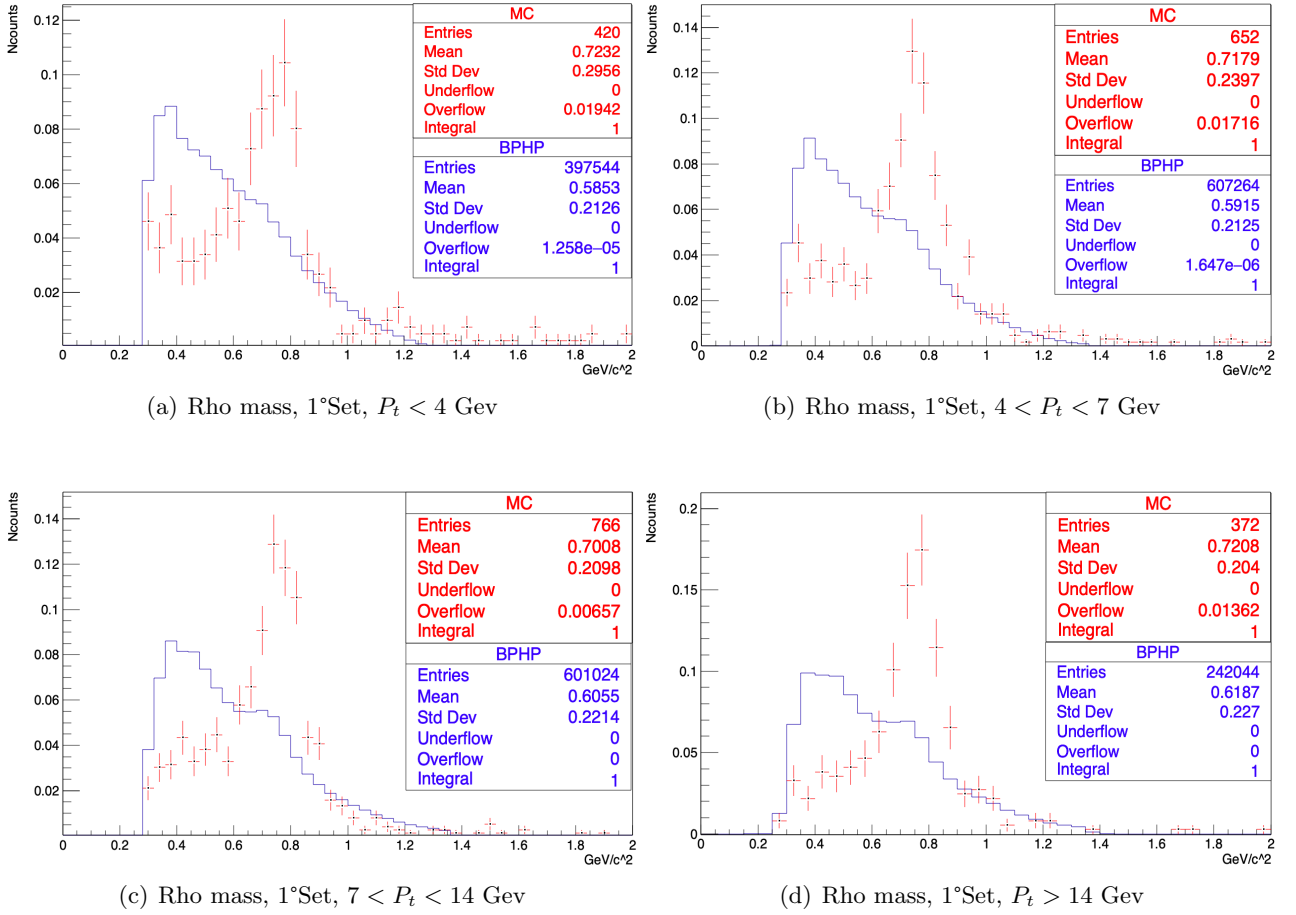 Ncounts
0.12
0.1
0.08
0.06
0.04
0.02
0 0.2 0.4 0.6 0.8 1 1.2 1.4 1.6 1.8 2
GeV/c^2
MC
Entries 420
Mean 0.7232
Std Dev 0.2956
Underflow 0
Overflow 0.01942
Integral 1
BPHP
Entries 397544
Mean 0.5853
Std Dev 0.2126
Underflow 0
Overflow 1.258e–05
Integral 1
(a) Rho mass, 1°Set, Pt < 4 Gev
Ncounts
0.14
0.12
0.1
0.08
0.06
0.04
0.02
0
0 0.2 0.4 0.6 0.8 1 1.2 1.4 1.6 1.8 2
GeV/c^2
MC
Entries 652
Mean 0.7179
Std Dev 0.2397
Underflow 0
Overflow 0.01716
Integral 1
BPHP
Entries 607264
Mean 0.5915
Std Dev 0.2125
Underflow 0
Overflow 1.647e–06
Integral 1
(b) Rho mass, 1°Set, 4 < Pt < 7 Gev
Ncounts
0.14
0.12
0.1
0.08
0.06
0.04
0.02
0 0.2 0.4 0.6 0.8 1 1.2 1.4 1.6 1.8 2
GeV/c^2
MC
Entries 766
Mean 0.7008
Std Dev 0.2098
Underflow 0
Overflow 0.00657
Integral 1
BPHP
Entries 601024
Mean 0.6055
Std Dev 0.2214
Underflow 0
Overflow 0
Integral 1
(c) Rho mass, 1°Set, 7 < Pt < 14 Gev
Ncounts
0.2
0.15
0.1
0.05
0
0 0.2 0.4 0.6 0.8 1 1.2 1.4 1.6 1.8 2
GeV/c^2
MC
Entries 372
Mean 0.7208
Std Dev 0.204
Underflow 0
Overflow 0.01362
Integral 1
BPHP
Entries 242044
Mean 0.6187
Std Dev 0.227
Underflow 0
Overflow 0
Integral 1
(d) Rho mass, 1°Set, Pt > 14 Gev